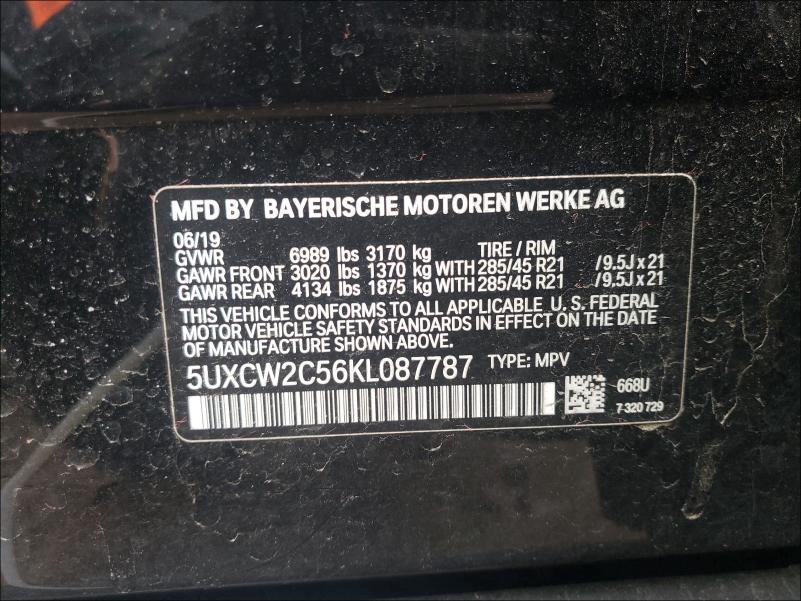 MFD BY BAYERISCHE MOTOREN WERKE AG
06/19
GVWR 6989 lbs 3170 kg TIRE / RIM
GAWR FRONT 3020 lbs 1370 kg WITH 285/45 R21 /9.5J x 21
GAWR REAR 4134 lbs 1875 kg WITH 285/45 R21 /9.5J x 21
THIS VEHICLE CONFORMS TO ALL APPLICABLE U.S. FEDERAL
MOTOR VEHICLE SAFETY STANDARDS IN EFFECT ON THE DATE
OF MANUFACTURE SHOWN ABOVE.
5UXCW2C56KL087787 TYPE: MPV
668U
7 320 729